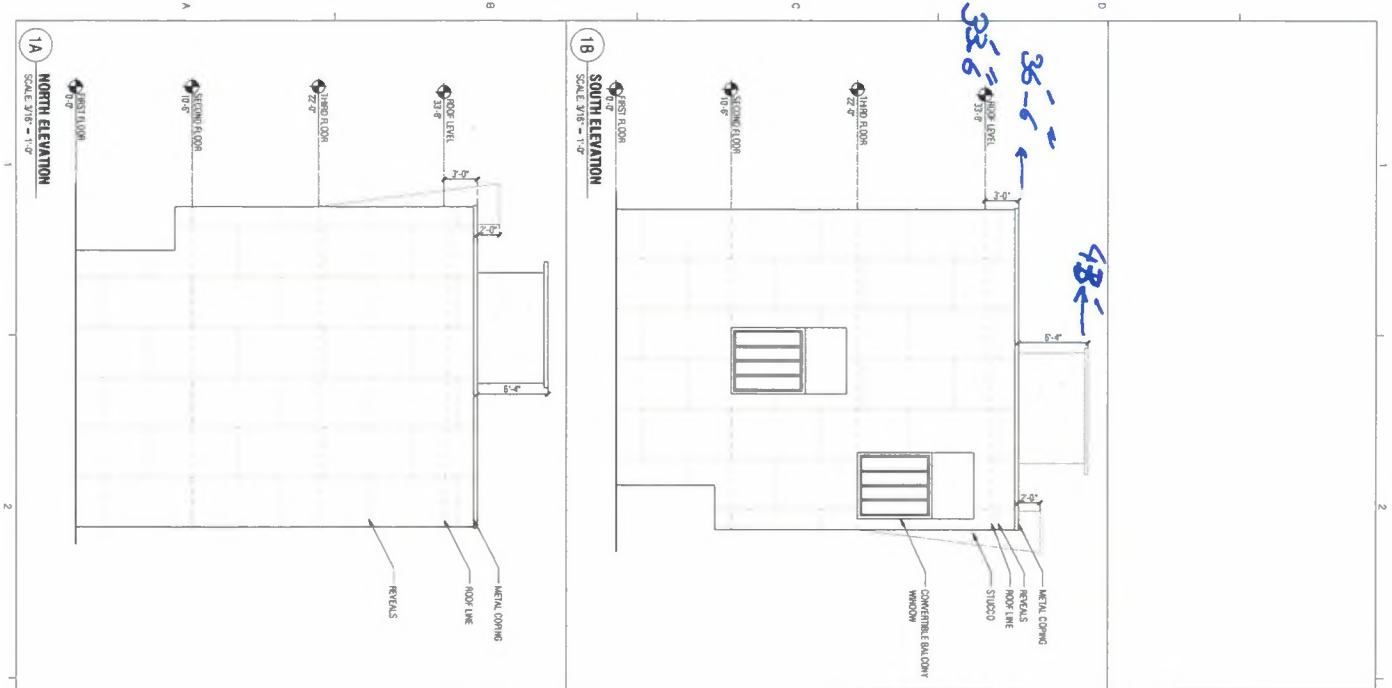 D
C
B
A
1
2
1
2
43'
36'-6"
33'-6"
6'-4"
3'-0"
2'-0"
ROOF LEVEL
THIRD FLOOR
22'-0"
SECOND FLOOR
10'-6"
FIRST FLOOR
0'-0"
METAL COPING
REVEALS
ROOF LINE
STUCCO
CONVERTIBLE BALCONY
WINDOW
1B
SOUTH ELEVATION
SCALE: 3/16" = 1'-0"
6'-4"
2'-0"
3'-0"
ROOF LEVEL
THIRD FLOOR
22'-0"
SECOND FLOOR
10'-6"
FIRST FLOOR
0'-0"
METAL COPING
ROOF LINE
REVEALS
1A
NORTH ELEVATION
SCALE: 3/16" = 1'-0"